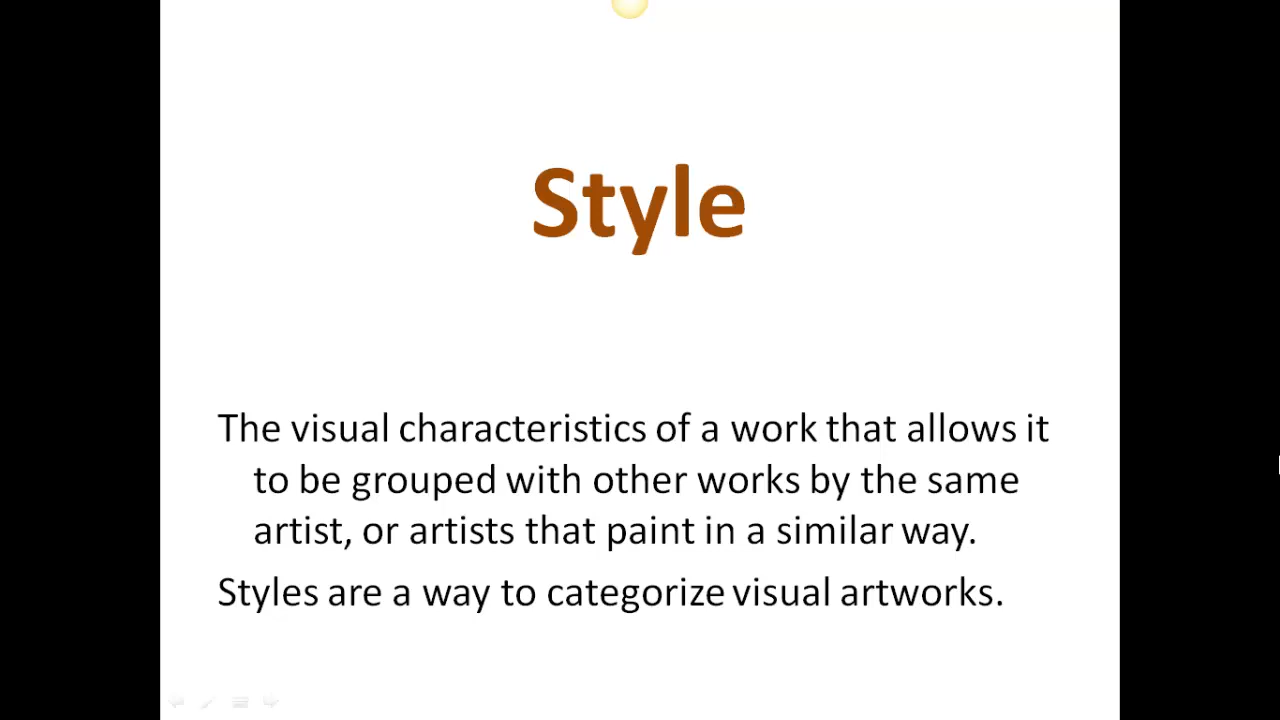 Style
The visual characteristics of a work that allows it
to be grouped with other works by the same
artist, or artists that paint in a similar way.
Styles are a way to categorize visual artworks.